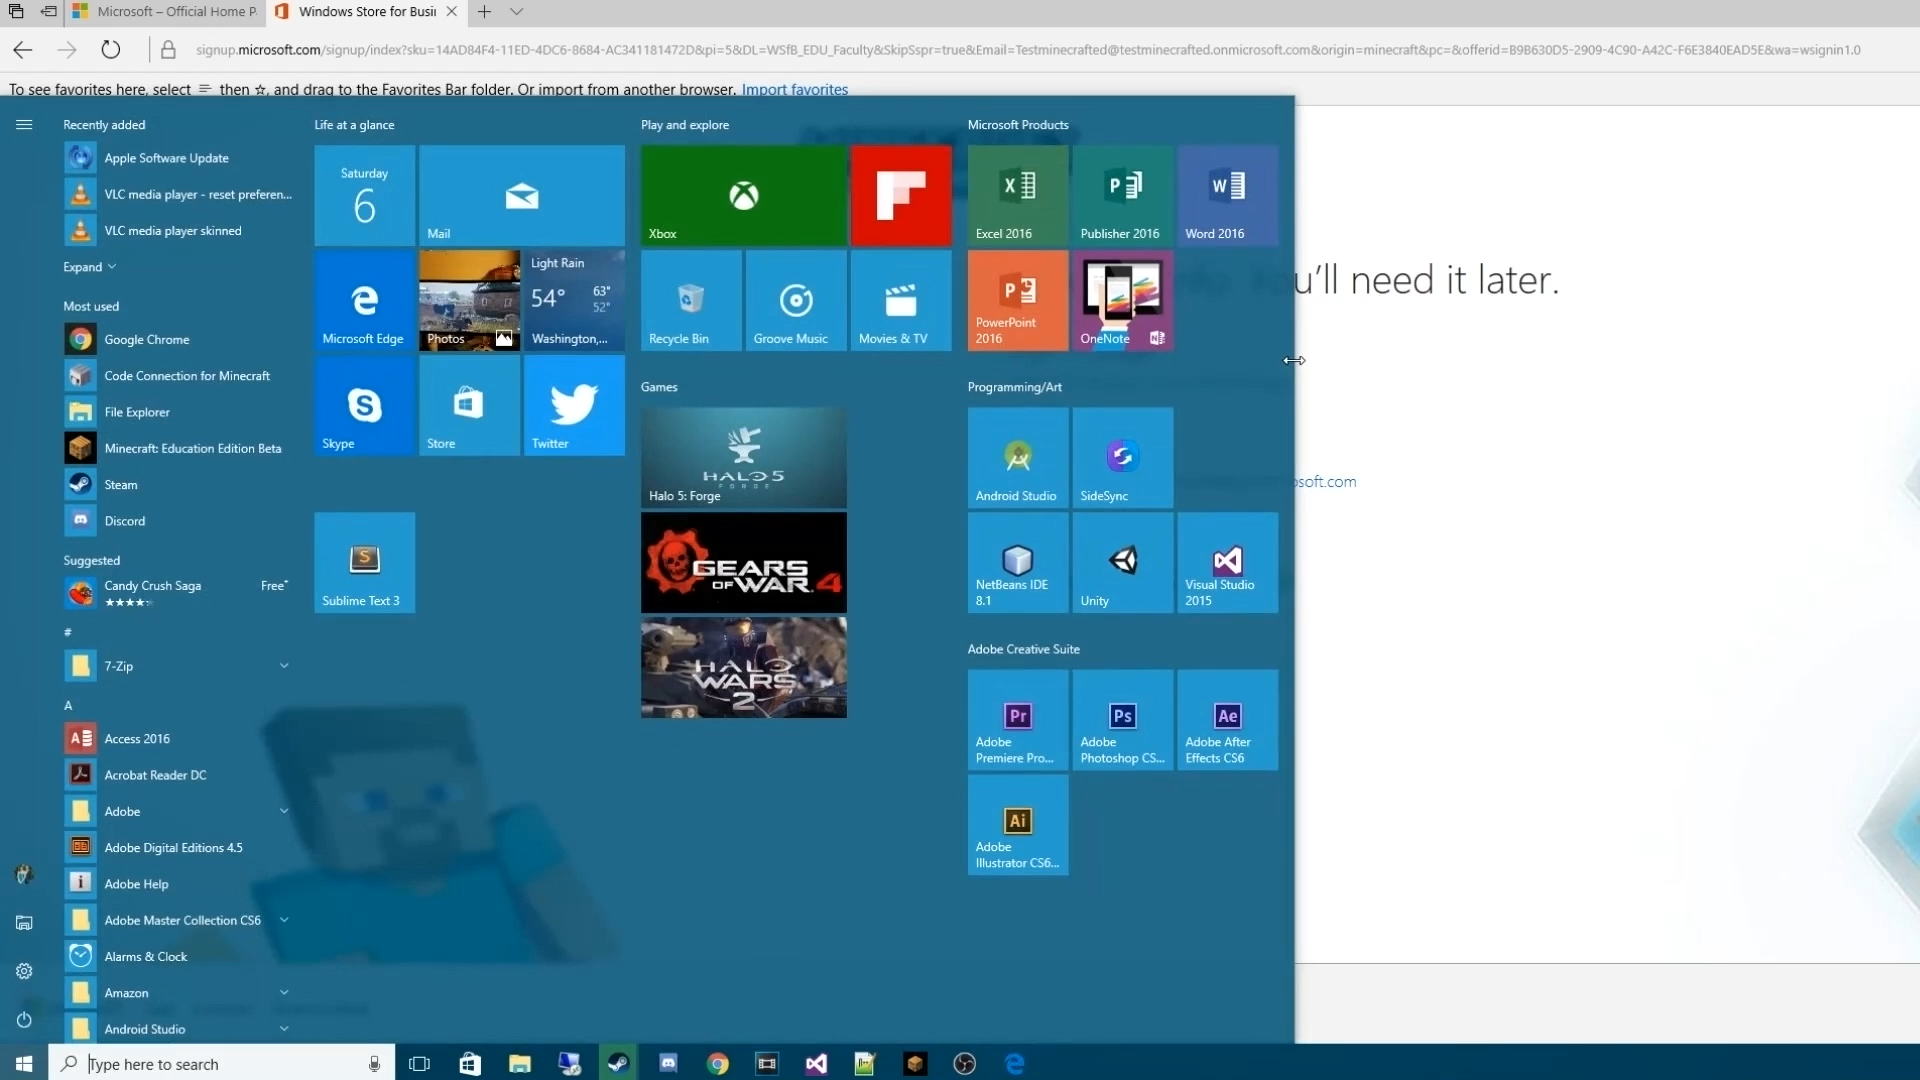 Microsoft – Official Home P
Windows Store for Busi
signup.microsoft.com/signup/index?sku=14AD84F4-11ED-4DC6-8684-AC341181472D&pi=5&DL=WSfB_EDU_Faculty&SkipSspr=true&Email=Testminecrafted@testminecrafted.onmicrosoft.com&origin=minecraft&pc=&offerid=B9B630D5-2909-4C90-A42C-F6E3840EAD5E&wa=wsignin1.0
To see favorites here, select then ☆, and drag to the Favorites Bar folder. Or import from another browser. Import favorites
Recently added
Apple Software Update
VLC media player - reset preferen...
VLC media player skinned
Expand
Most used
Google Chrome
Code Connection for Minecraft
File Explorer
Minecraft: Education Edition Beta
Steam
Discord
Suggested
Candy Crush Saga
Free*
#
7-Zip
A
Access 2016
Acrobat Reader DC
Adobe
Adobe Digital Editions 4.5
Adobe Help
Adobe Master Collection CS6
Alarms & Clock
Amazon
Android Studio
Life at a glance
Saturday
6
Mail
Microsoft Edge
Photos
Light Rain
54°
63°
52°
Washington,...
Skype
Store
Twitter
Sublime Text 3
Play and explore
Xbox
Recycle Bin
Groove Music
Movies & TV
Games
HALO 5
FORGE
Halo 5: Forge
GEARS
OF WAR 4
HALO
WARS
2
Microsoft Products
Excel 2016
Publisher 2016
Word 2016
PowerPoint
2016
OneNote
Programming/Art
Android Studio
SideSync
NetBeans IDE
8.1
Unity
Visual Studio
2015
Adobe Creative Suite
Pr
Adobe
Premiere Pro...
Ps
Adobe
Photoshop CS...
Ae
Adobe After
Effects CS6
Ai
Adobe
Illustrator CS6...
u'll need it later.
osoft.com
Type here to search